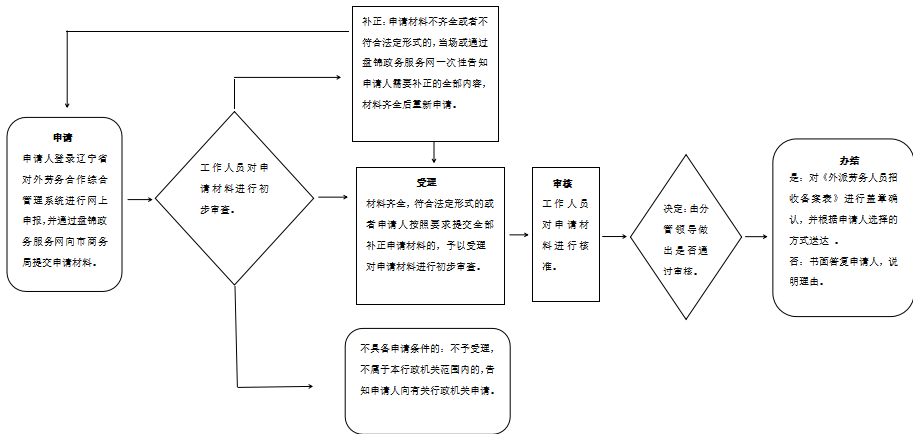 补正：申请材料不齐全或者不
符合法定形式的，当场或通过
盘锦政务服务网一次性告知
申请人需要补正的全部内容，
材料齐全后重新申请。
申请
申请人登录辽宁省
对外劳务合作综合
管理系统进行网上
申报，并通过盘锦政
务服务网向市商务
局提交申请材料。
工作人员对申
请材料进行初
步审查。
受理
材料齐全，符合法定形式的或
者申请人按照要求提交全部
补正申请材料的，予以受理
对申请材料进行初步审查。
审核
工作人员
对申请材
料进行核
准。
决定：由分
管领导做
出是否通
过审核。
办结
是：对《外派劳务人员招
收备案表》进行盖章确
认，并根据申请人选择的
方式送达 。
否：书面答复申请人，说
明理由。
不具备申请条件的：不予受理，
不属于本行政机关范围内的，告
知申请人向有关行政机关申请。